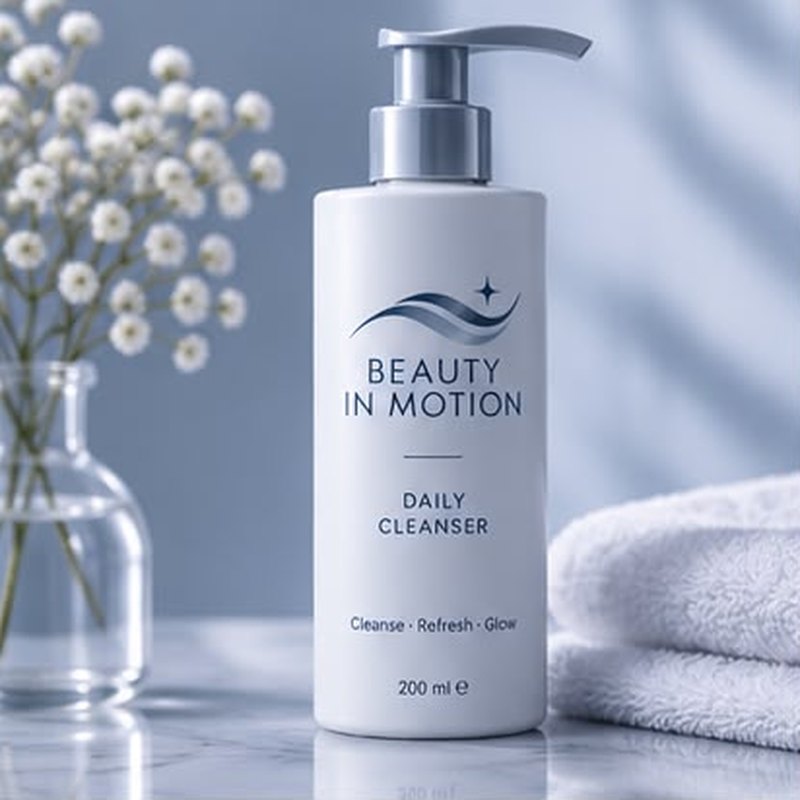 BEAUTY
IN MOTION
DAILY
CLEANSER
Cleanse · Refresh · Glow
200 ml ℮